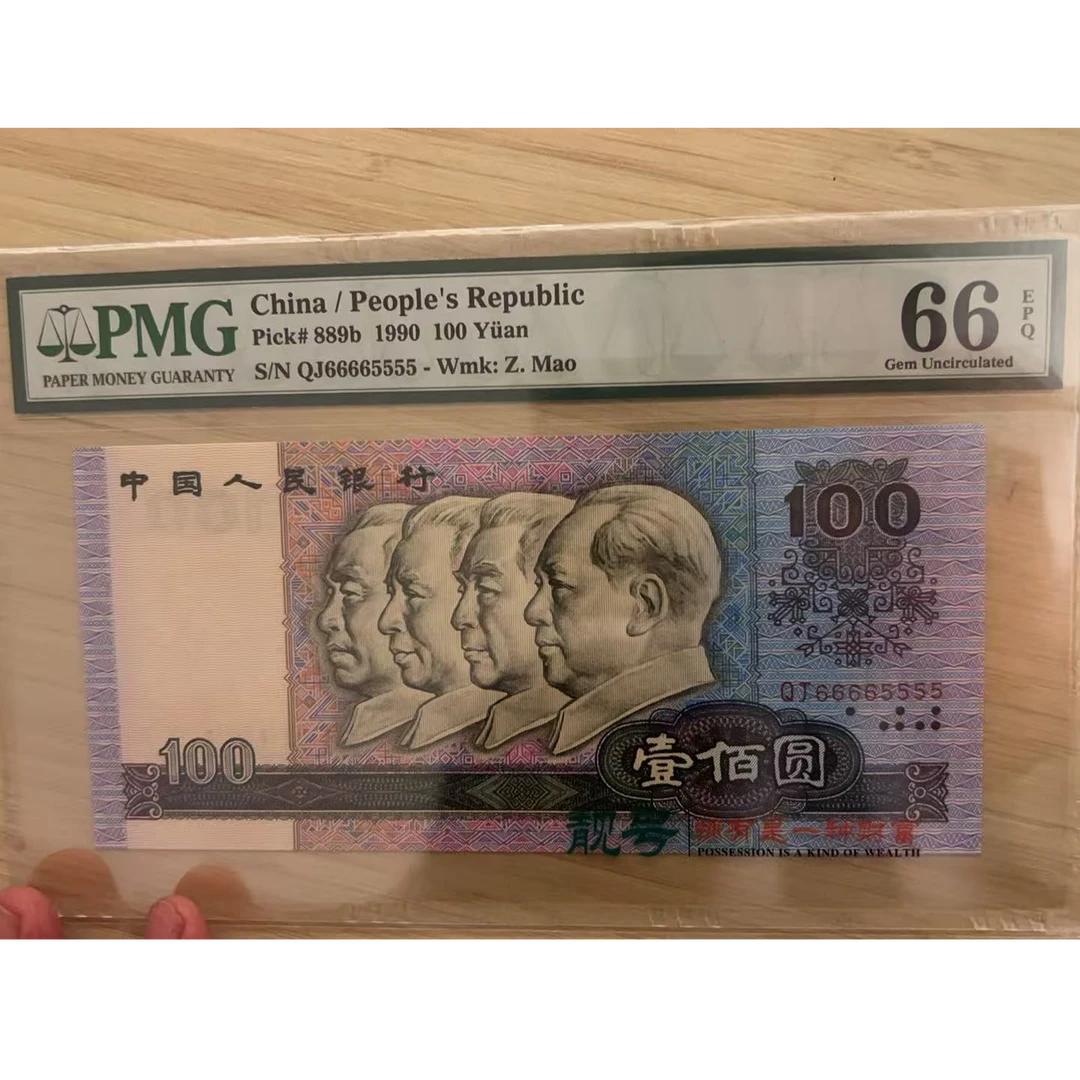 PMG
PAPER MONEY GUARANTY
China / People's Republic
Pick# 889b 1990 100 Yüan
S/N QJ66665555 - Wmk: Z. Mao
66
EPQ
Gem Uncirculated
中国人民银行
100
QJ66665555
100
壹佰圆
靓号
拥有是一种财富
POSSESSION IS A KIND OF WEALTH